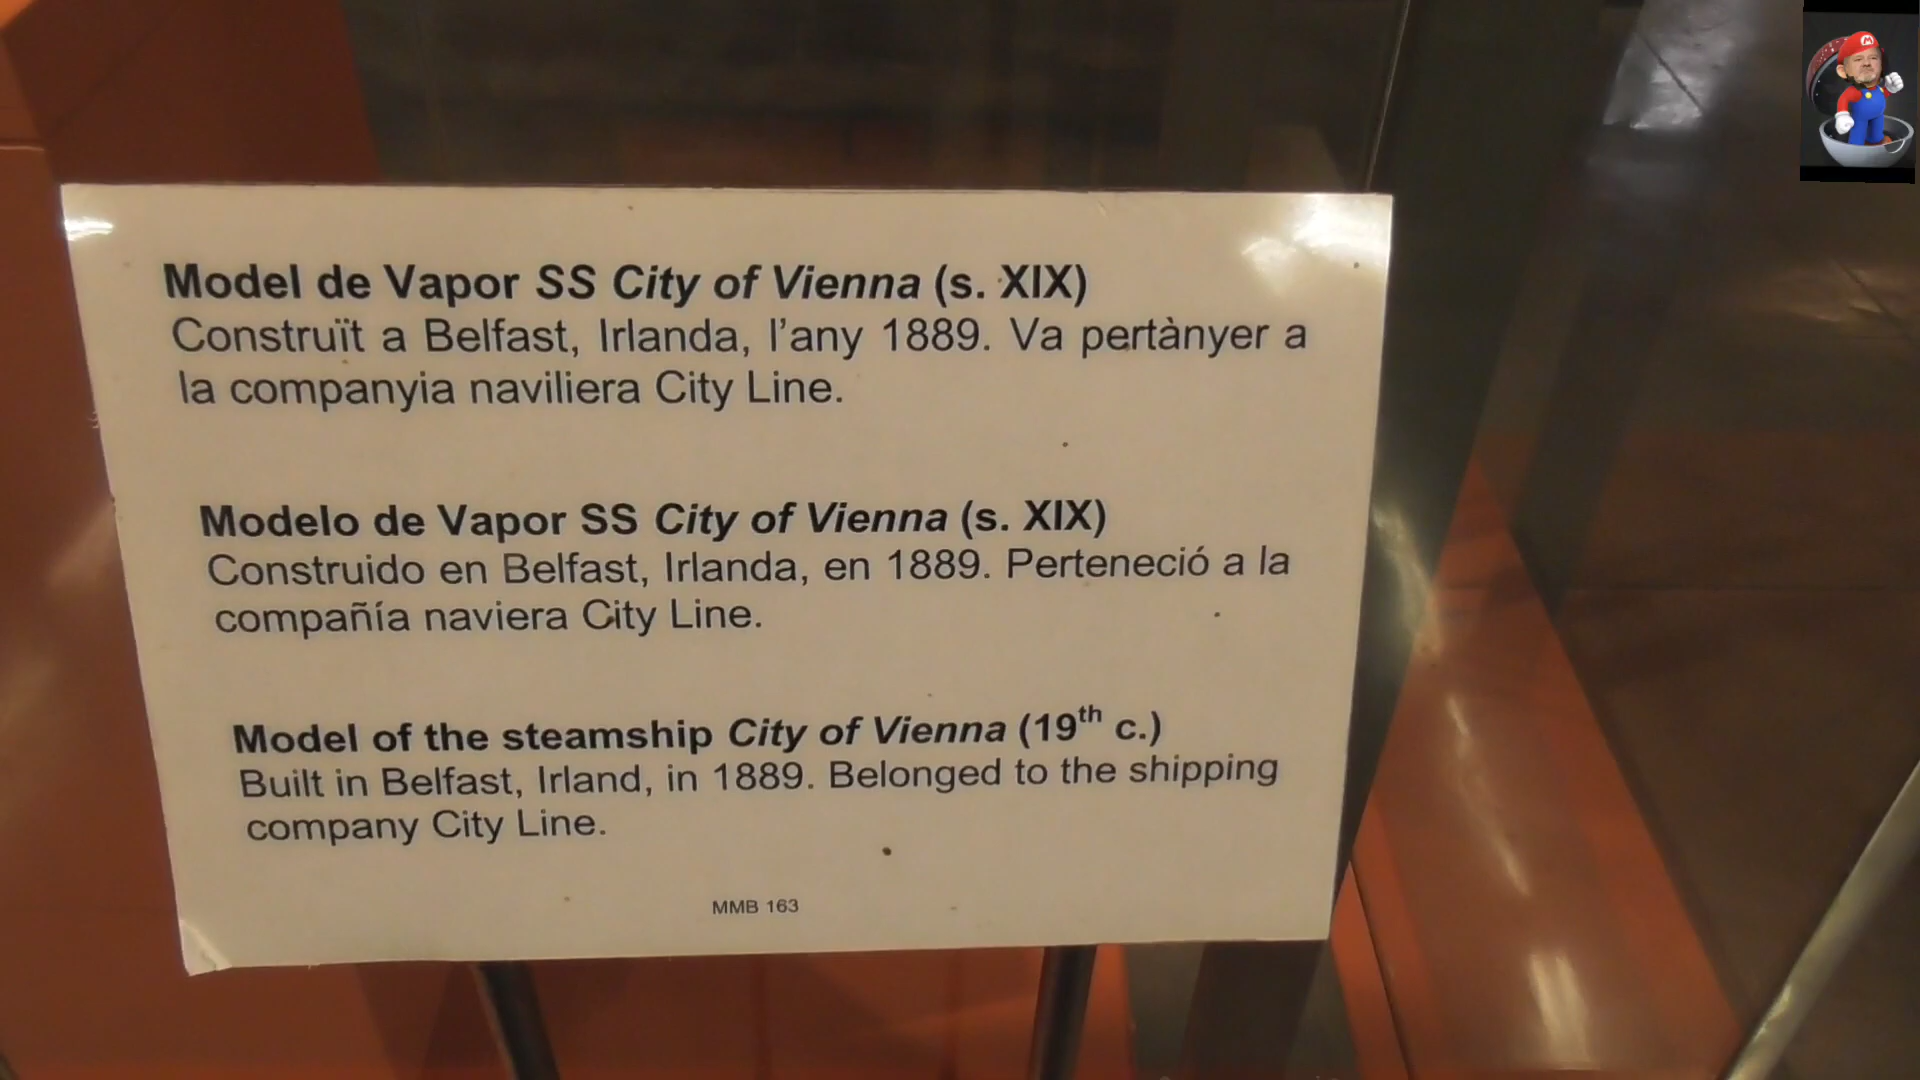 Model de Vapor SS City of Vienna (s. XIX)
Construït a Belfast, Irlanda, l'any 1889. Va pertànyer a
la companyia naviliera City Line.
Modelo de Vapor SS City of Vienna (s. XIX)
Construido en Belfast, Irlanda, en 1889. Perteneció a la
compañía naviera City Line.
Model of the steamship City of Vienna (19th c.)
Built in Belfast, Irland, in 1889. Belonged to the shipping
company City Line.
MMB 163